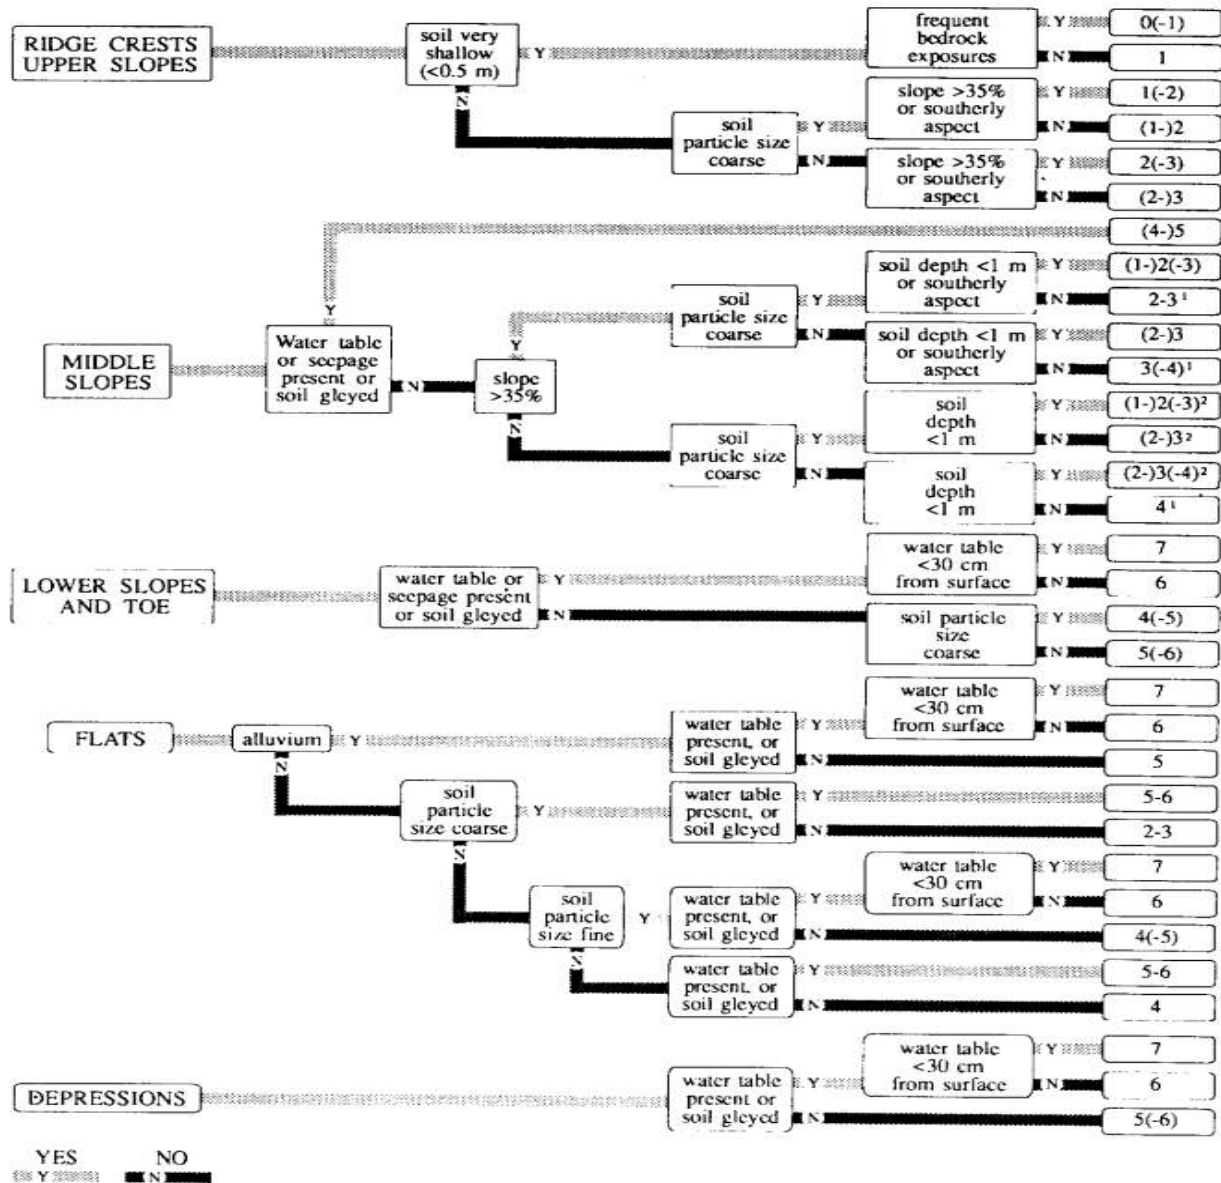 RIDGE CRESTS
UPPER SLOPES
soil very
shallow
(<0.5 m)
Y
N
frequent
bedrock
exposures
Y
0(-1)
N
1
soil
particle size
coarse
Y
slope >35%
or southerly
aspect
Y
1(-2)
N
(1-)2
N
slope >35%
or southerly
aspect
Y
2(-3)
N
(2-)3
MIDDLE
SLOPES
Water table
or seepage
present or
soil gleyed
Y
(4-)5
N
slope
>35%
Y
soil
particle size
coarse
Y
soil depth <1 m
or southerly
aspect
Y
(1-)2(-3)
N
2-3¹
N
soil depth <1 m
or southerly
aspect
Y
(2-)3
N
3(-4)¹
N
soil
particle size
coarse
Y
soil
depth
<1 m
Y
(1-)2(-3)²
N
(2-)3²
N
soil
depth
<1 m
Y
(2-)3(-4)²
N
4¹
LOWER SLOPES
AND TOE
water table or
seepage present
or soil gleyed
Y
water table
<30 cm
from surface
Y
7
N
6
N
soil particle
size
coarse
Y
4(-5)
N
5(-6)
FLATS
alluvium
Y
water table
present, or
soil gleyed
Y
water table
<30 cm
from surface
Y
7
N
6
N
5
N
soil
particle
size coarse
Y
water table
present, or
soil gleyed
Y
5-6
N
2-3
N
soil
particle
size fine
Y
water table
present, or
soil gleyed
Y
water table
<30 cm
from surface
Y
7
N
6
N
4(-5)
N
water table
present, or
soil gleyed
Y
5-6
N
4
DEPRESSIONS
water table
present or
soil gleyed
Y
water table
<30 cm
from surface
Y
7
N
6
N
5(-6)
YES
Y
NO
N